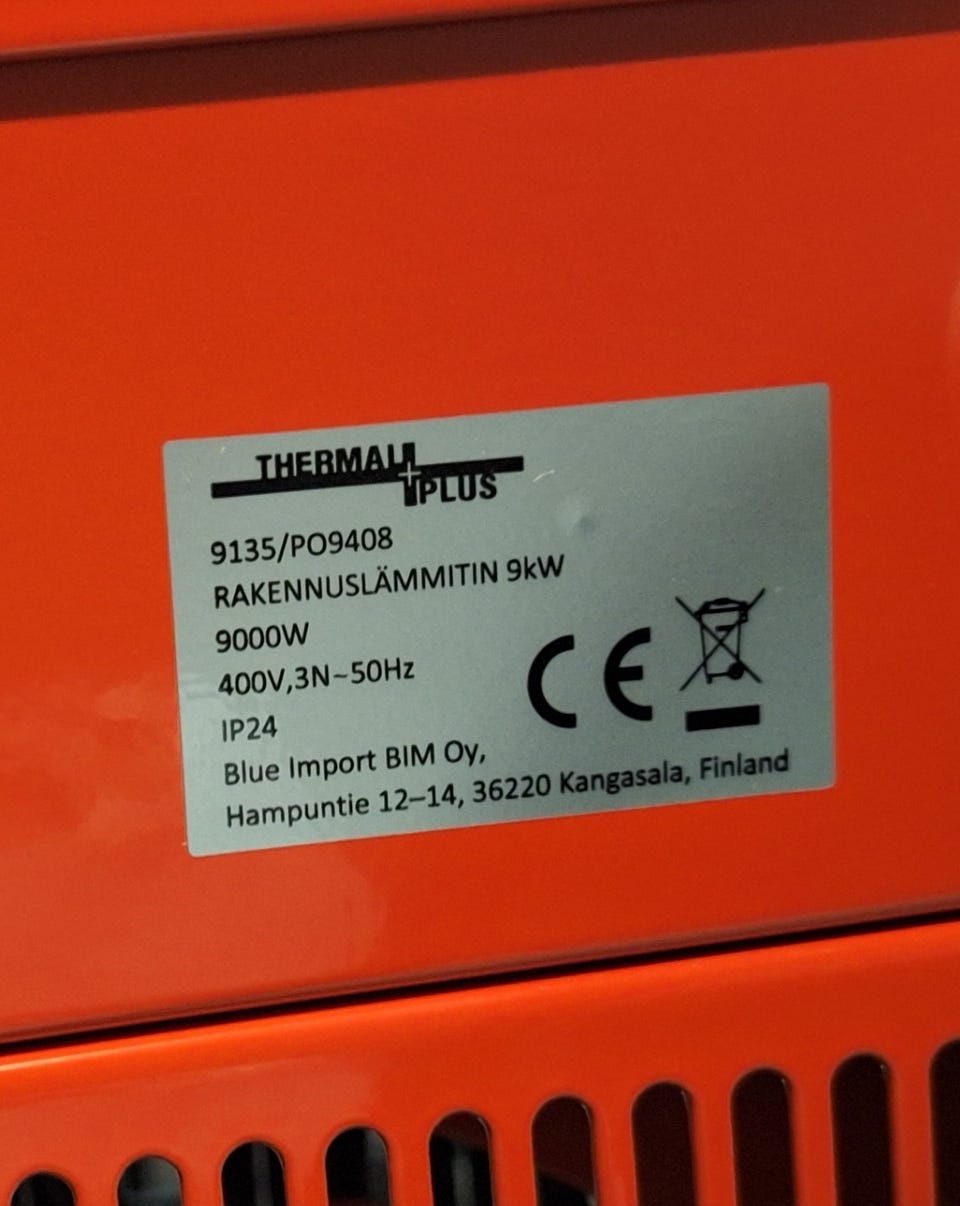 THERMAL
PLUS
9135/PO9408
RAKENNUSLÄMMITIN 9kW
9000W
400V,3N~50Hz
IP24
CE
Blue Import BIM Oy,
Hampuntie 12–14, 36220 Kangasala, Finland